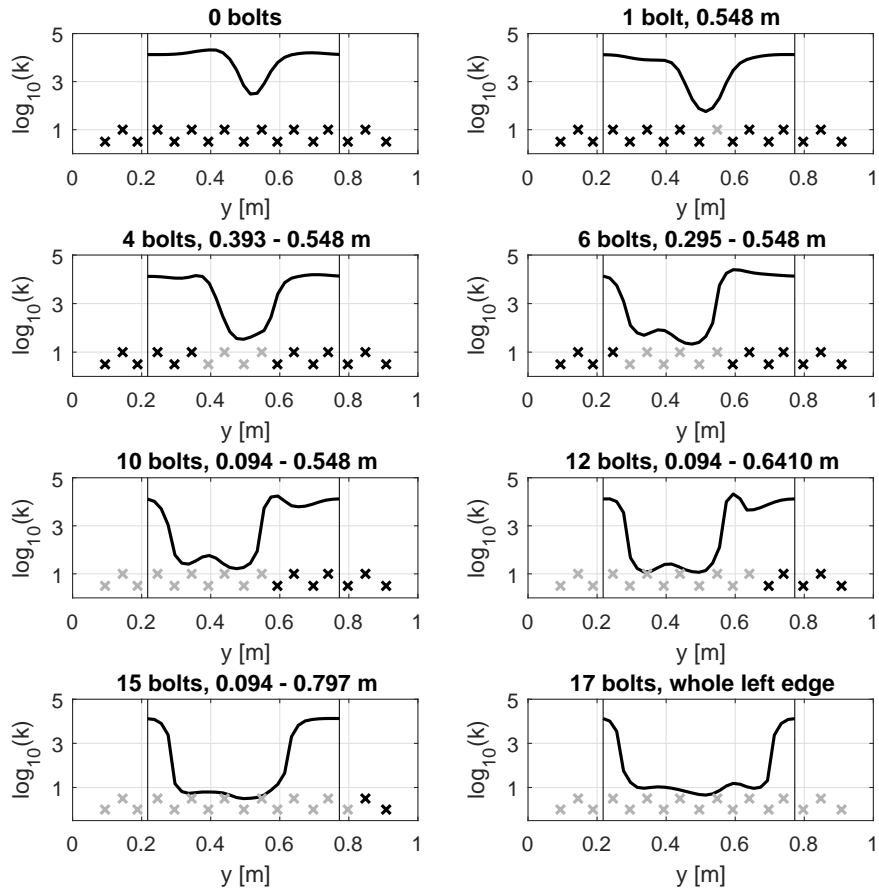 0 bolts
log10(k)
5
3
1
0 0.2 0.4 0.6 0.8 1
y [m]
1 bolt, 0.548 m
log10(k)
5
3
1
0 0.2 0.4 0.6 0.8 1
y [m]
4 bolts, 0.393 - 0.548 m
log10(k)
5
3
1
0 0.2 0.4 0.6 0.8 1
y [m]
6 bolts, 0.295 - 0.548 m
log10(k)
5
3
1
0 0.2 0.4 0.6 0.8 1
y [m]
10 bolts, 0.094 - 0.548 m
log10(k)
5
3
1
0 0.2 0.4 0.6 0.8 1
y [m]
12 bolts, 0.094 - 0.6410 m
log10(k)
5
3
1
0 0.2 0.4 0.6 0.8 1
y [m]
15 bolts, 0.094 - 0.797 m
log10(k)
5
3
1
0 0.2 0.4 0.6 0.8 1
y [m]
17 bolts, whole left edge
log10(k)
5
3
1
0 0.2 0.4 0.6 0.8 1
y [m]